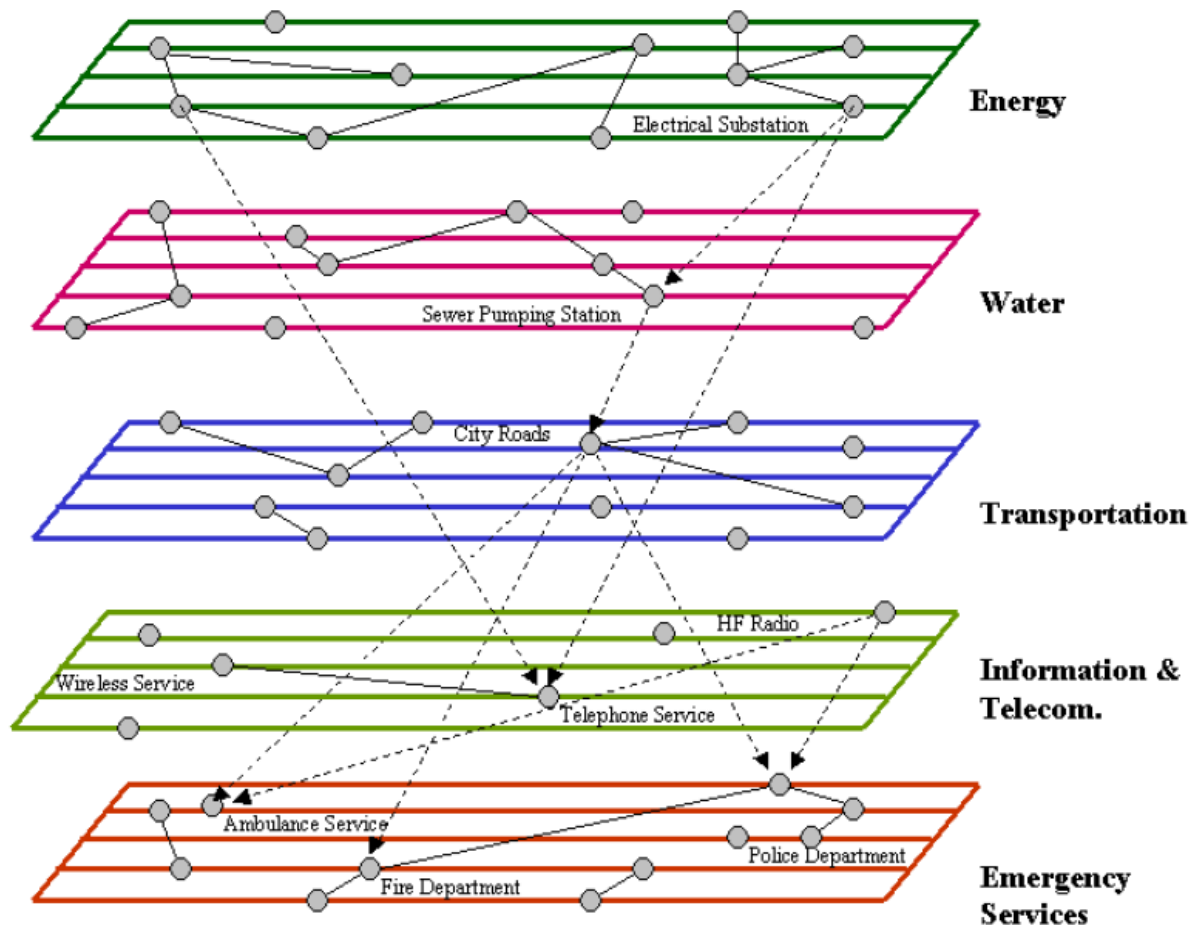 Energy
Electrical Substation
Water
Sewer Pumping Station
City Roads
Transportation
HF Radio
Information &
Telecom.
Wireless Service
Telephone Service
Ambulance Service
Police Department
Fire Department
Emergency
Services